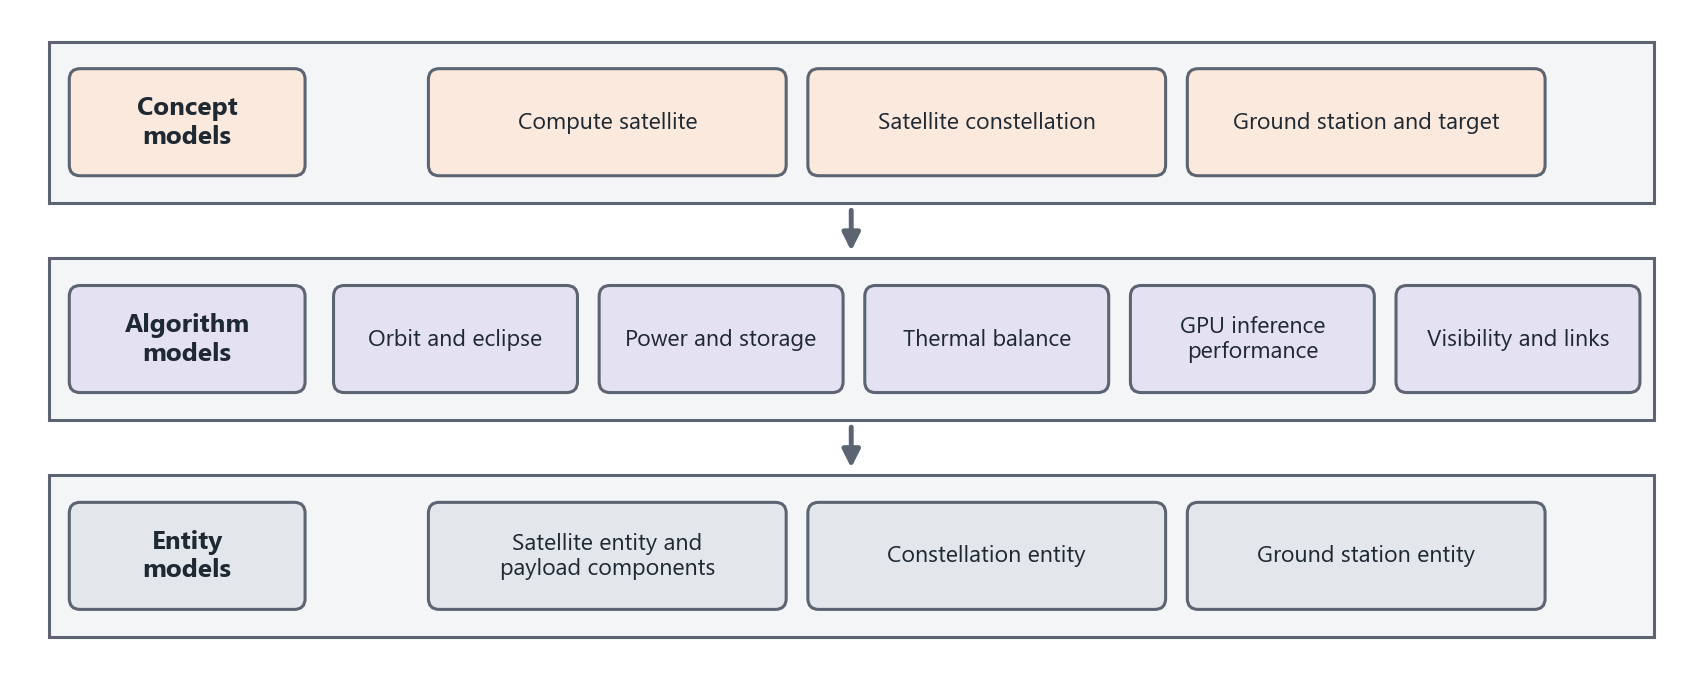 Concept
models
Compute satellite
Satellite constellation
Ground station and target
Algorithm
models
Orbit and eclipse
Power and storage
Thermal balance
GPU inference
performance
Visibility and links
Entity
models
Satellite entity and
payload components
Constellation entity
Ground station entity